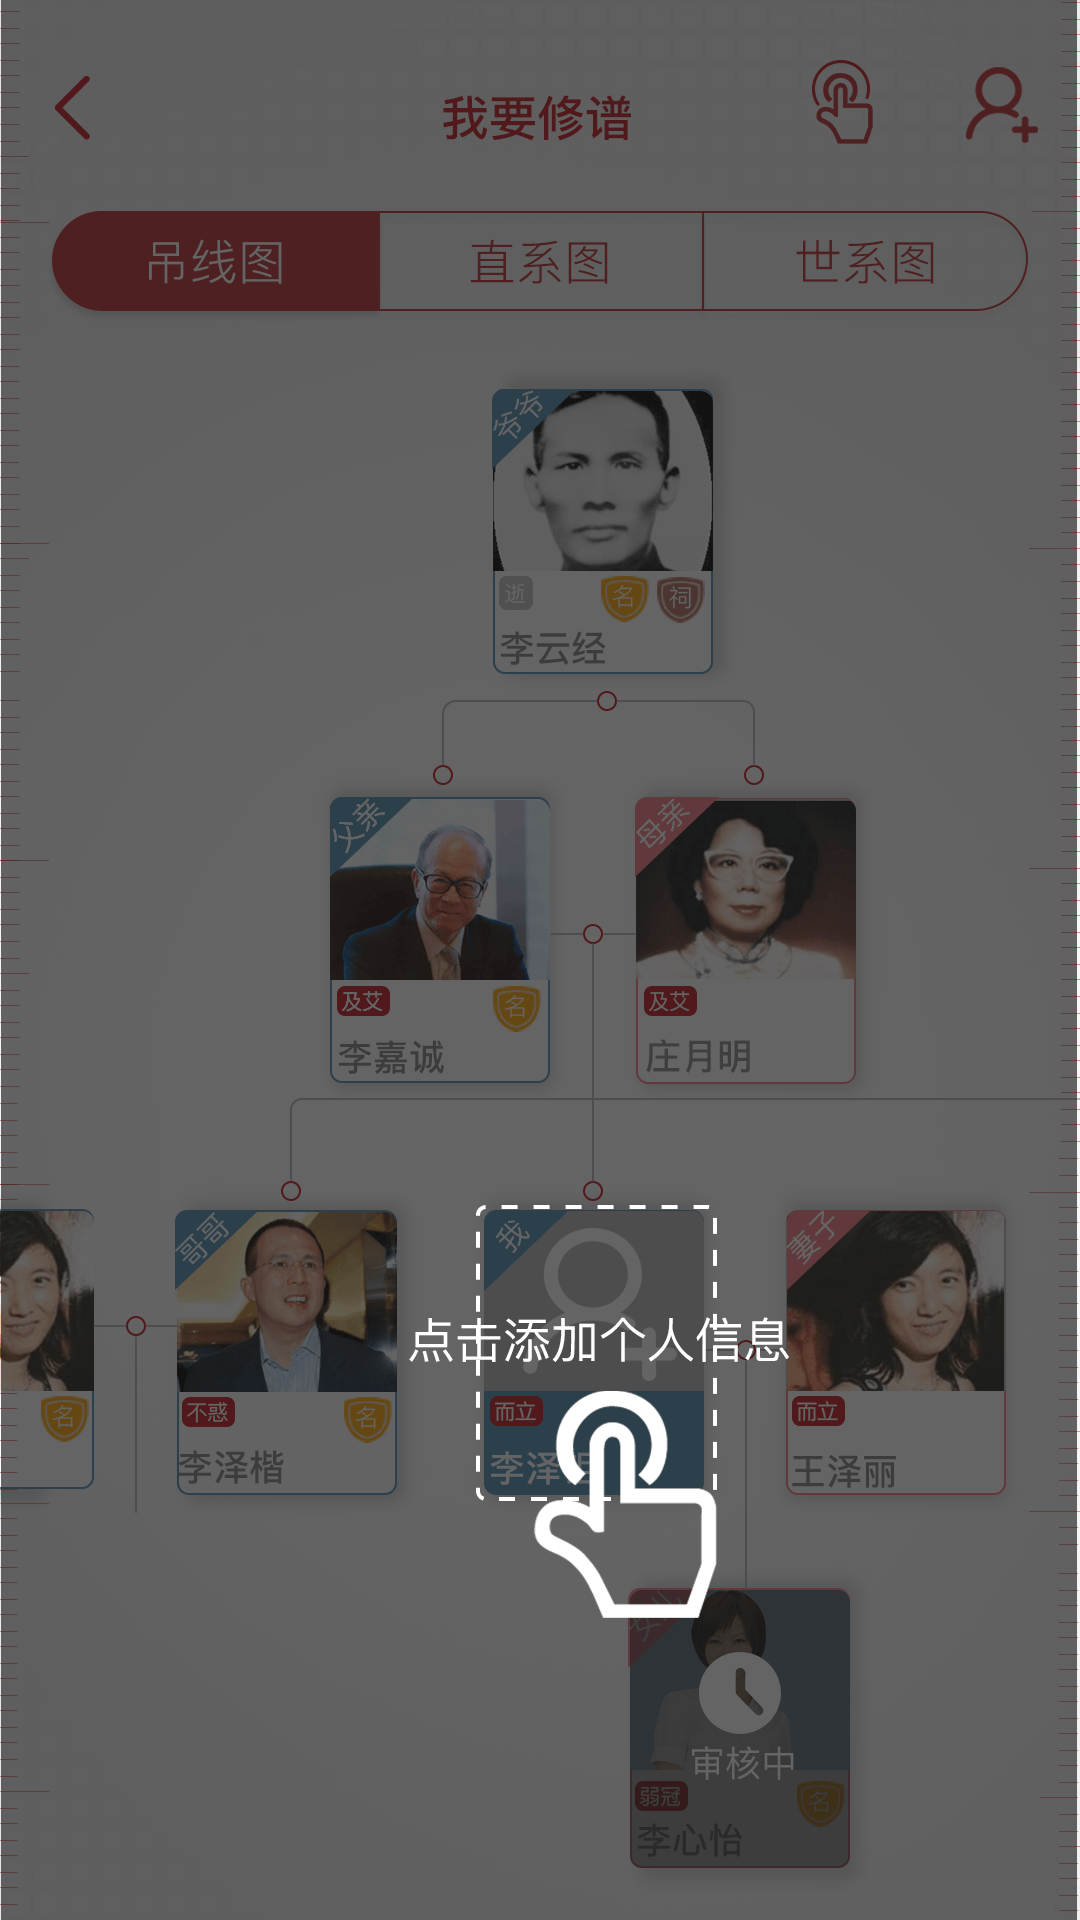 我要修谱
吊线图
直系图
世系图
爷爷
逝
名
祠
李云经
父亲
母亲
及艾
名
及艾
李嘉诚
庄月明
哥哥
我
妻子
点击添加个人信息
名
不惑
名
而立
而立
李泽楷
李泽
王泽丽
审核中
弱冠
名
李心怡